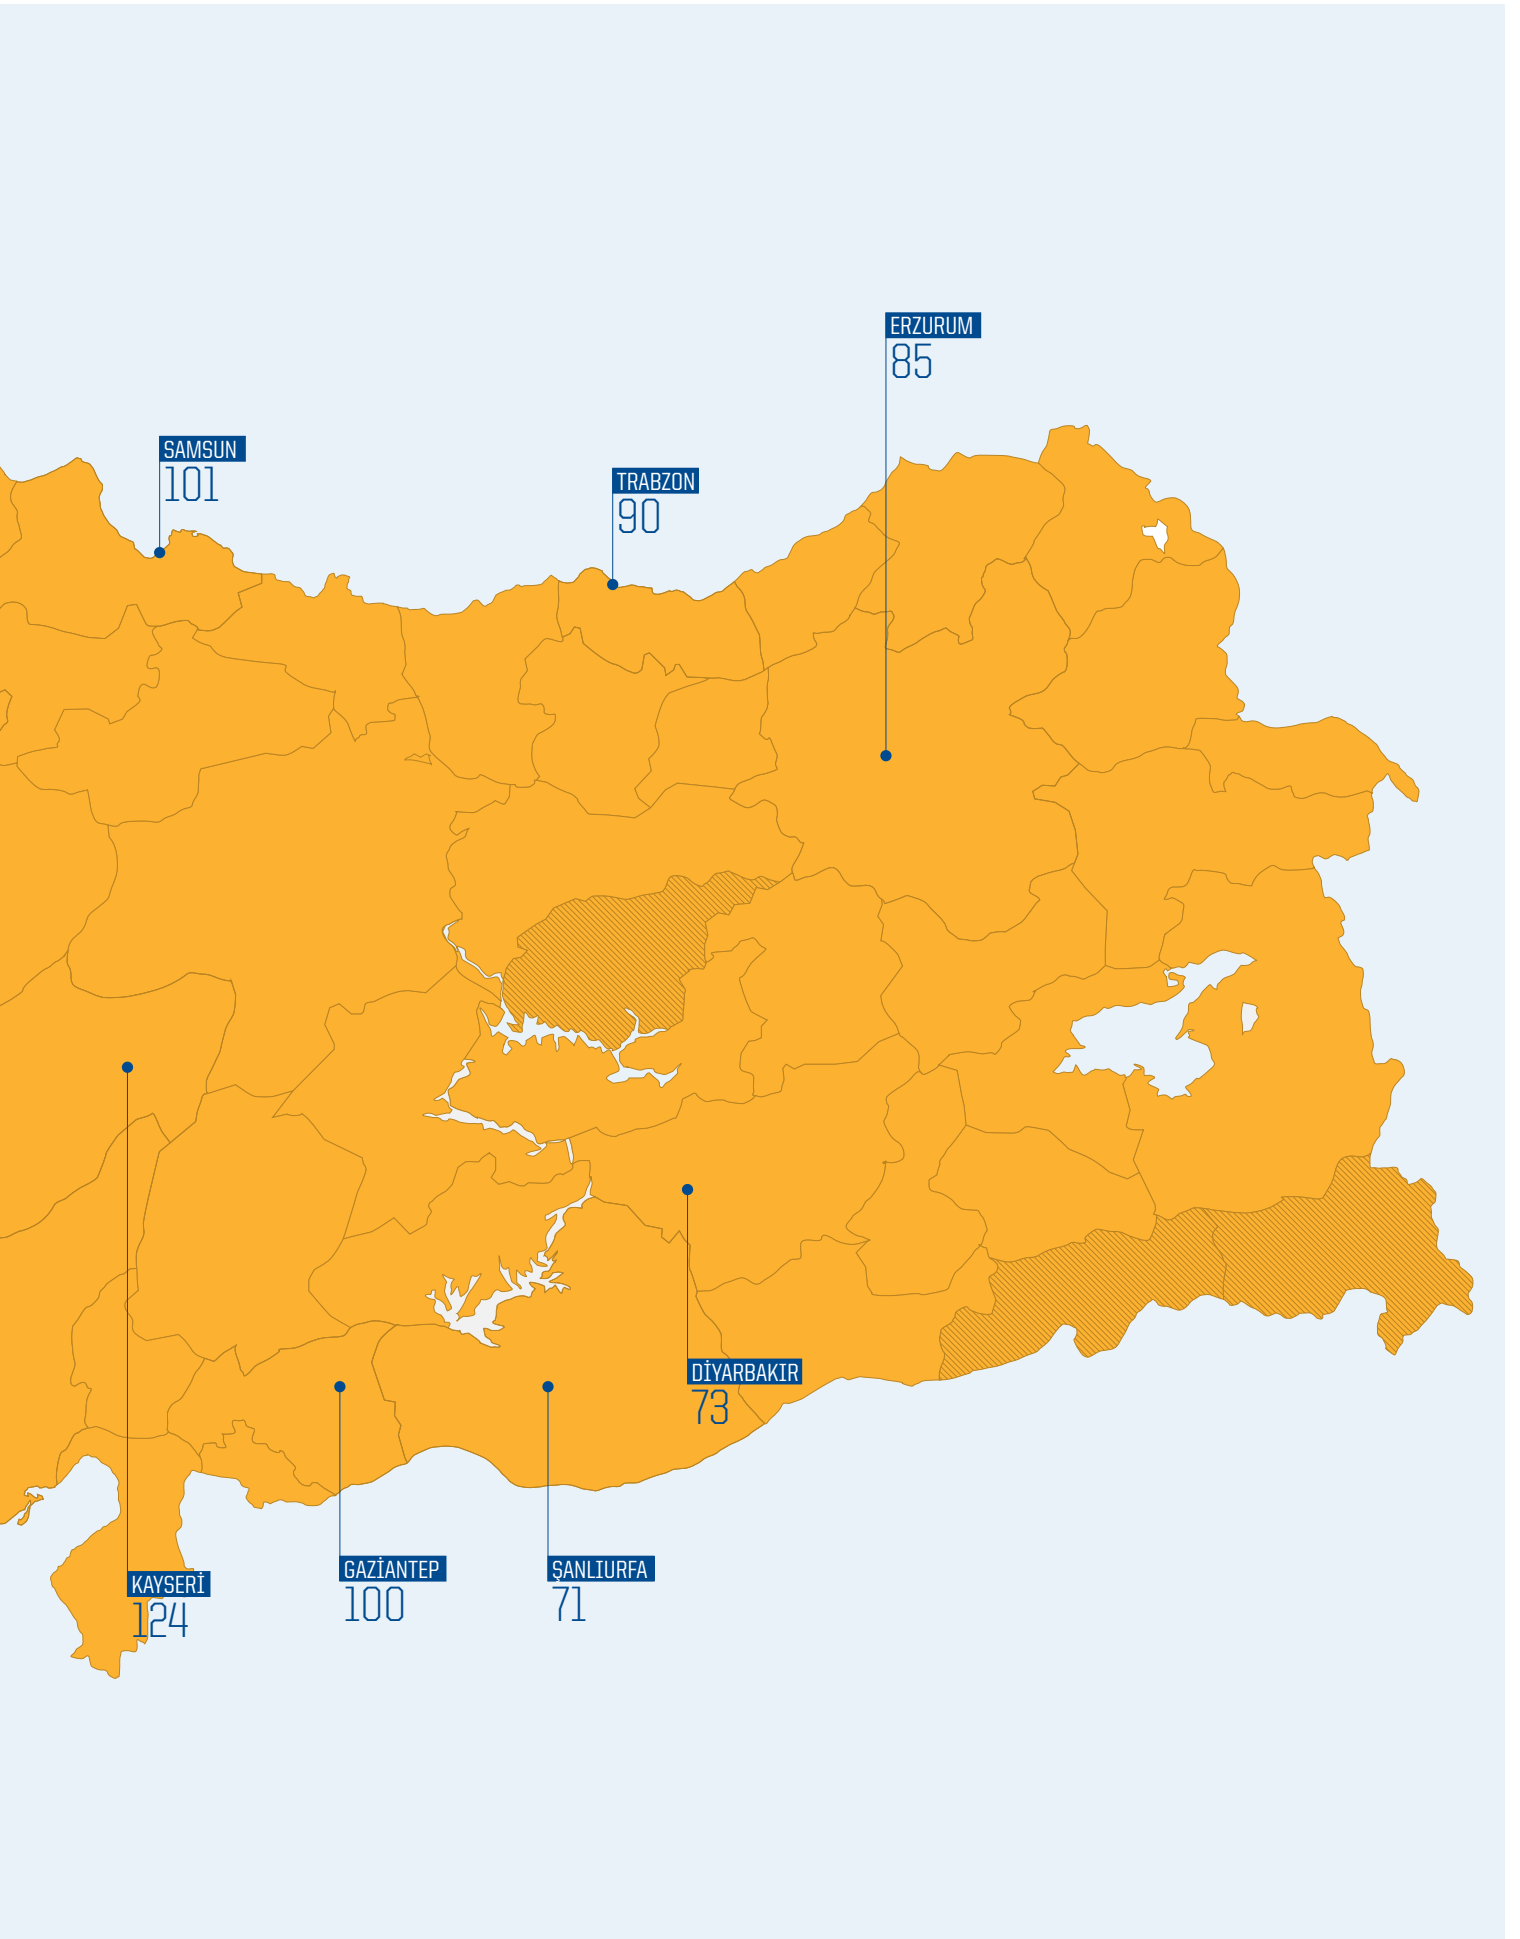 ERZURUM
85
SAMSUN
101
TRABZON
90
DİYARBAKIR
73
GAZİANTEP
100
ŞANLIURFA
71
KAYSERİ
124